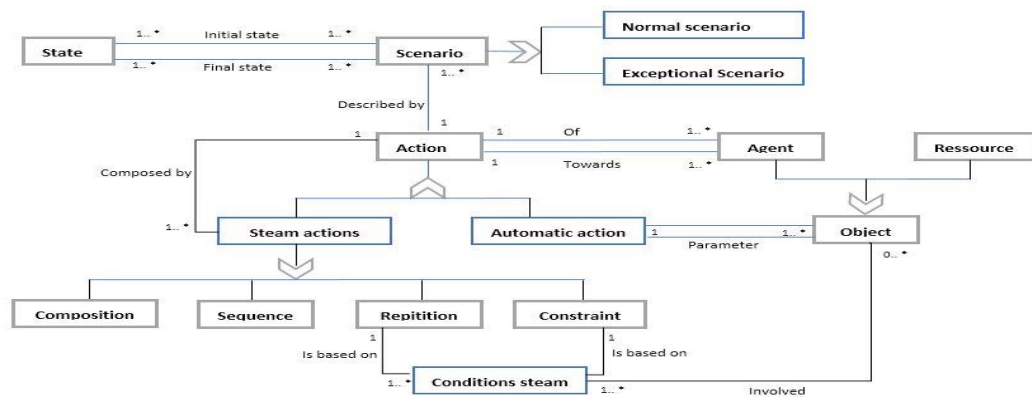 Normal scenario
1.. *
Initial state
1.. *
State
Scenario
1.. *
Final state
1.. *
1.. *
Exceptional Scenario
Described by
1
1
1
Of
1.. *
Action
Agent
Ressource
1
Towards
1.. *
Composed by
1.. *
Steam actions
Automatic action
1
1.. *
Object
Parameter
0.. *
Composition
Sequence
Repitition
Constraint
1
1
Is based on
Is based on
1.. *
Conditions steam
1.. *
Involved